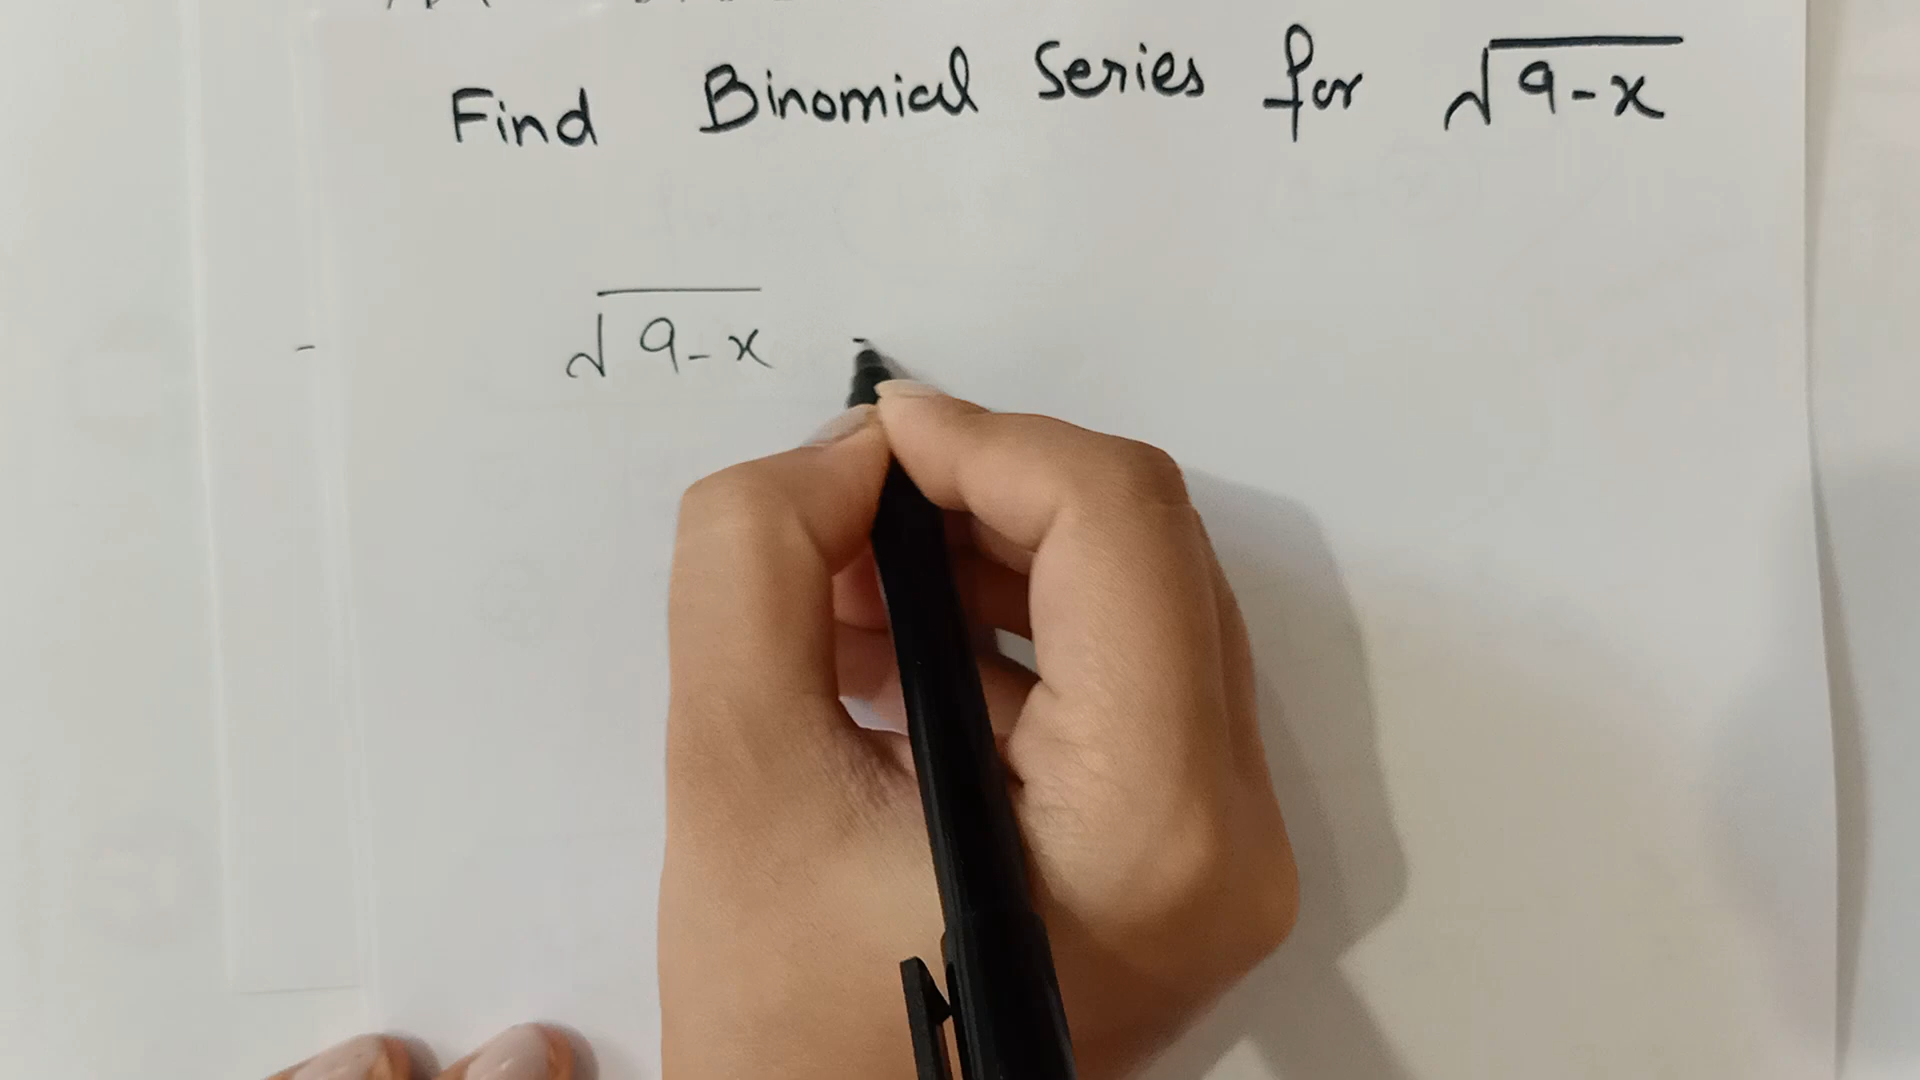 Find Binomial Series for √9-x
- √9-x -